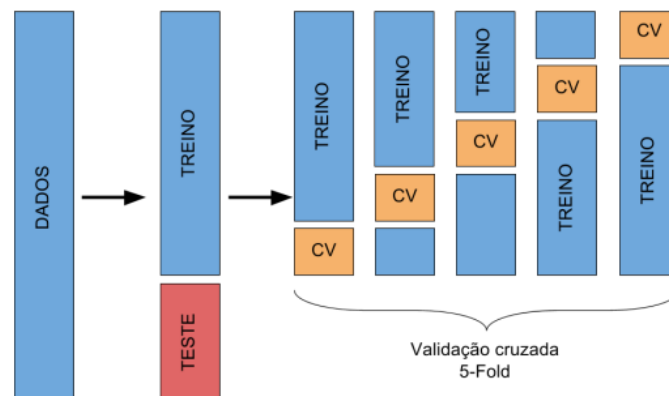 DADOS
TREINO
TESTE
TREINO
CV
TREINO
CV
TREINO
CV
CV
TREINO
CV
TREINO
Validação cruzada
5-Fold